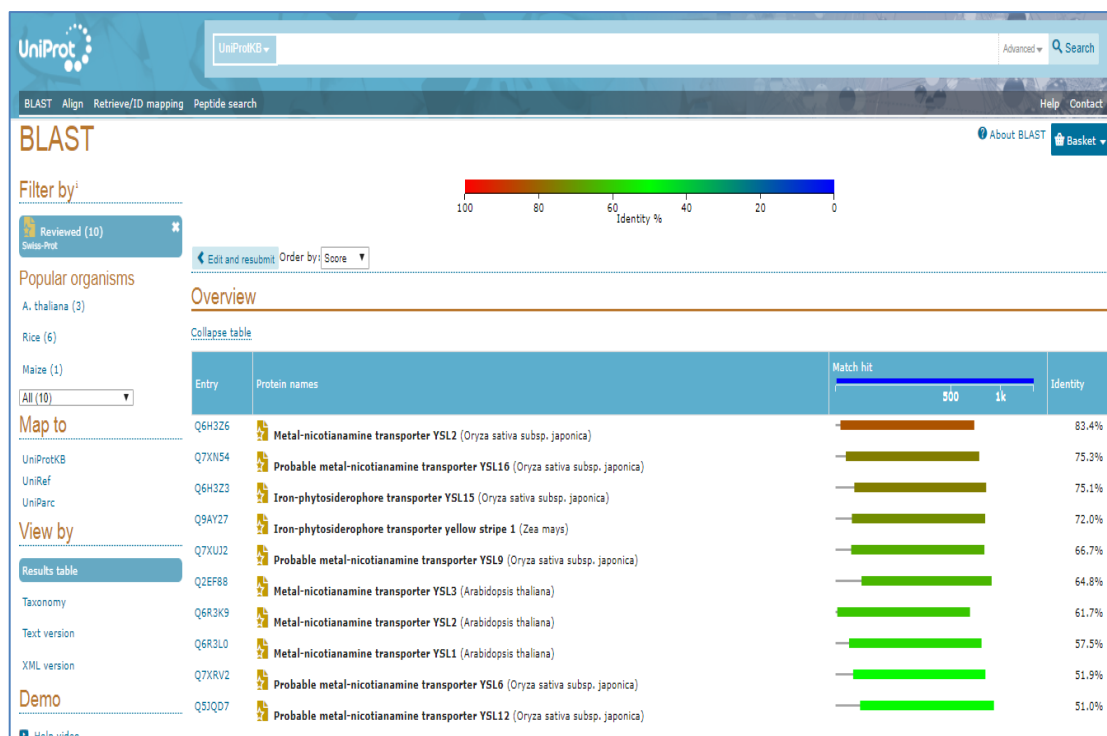 UniProt
UniProtKB
Advanced
Search
BLAST Align Retrieve/ID mapping Peptide search
Help Contact
BLAST
About BLAST
Basket
Filter by i
Reviewed (10)
Swiss-Prot
Popular organisms
A. thaliana (3)
Rice (6)
Maize (1)
All (10)
Map to
UniProtKB
UniRef
UniParc
View by
Results table
Taxonomy
Text version
XML version
Demo
Help video
100 80 60 40 20 0
Identity %
Edit and resubmit Order by: Score
Overview
Collapse table
Entry Protein names Match hit Identity
500 1k
Q6H3Z6 Metal-nicotianamine transporter YSL2 (Oryza sativa subsp. japonica) 83.4%
Q7XN54 Probable metal-nicotianamine transporter YSL16 (Oryza sativa subsp. japonica) 75.3%
Q6H3Z3 Iron-phytosiderophore transporter YSL15 (Oryza sativa subsp. japonica) 75.1%
Q9AY27 Iron-phytosiderophore transporter yellow stripe 1 (Zea mays) 72.0%
Q7XUJ2 Probable metal-nicotianamine transporter YSL9 (Oryza sativa subsp. japonica) 66.7%
Q2EF88 Metal-nicotianamine transporter YSL3 (Arabidopsis thaliana) 64.8%
Q6R3K9 Metal-nicotianamine transporter YSL2 (Arabidopsis thaliana) 61.7%
Q6R3L0 Metal-nicotianamine transporter YSL1 (Arabidopsis thaliana) 57.5%
Q7XRV2 Probable metal-nicotianamine transporter YSL6 (Oryza sativa subsp. japonica) 51.9%
Q5JQD7 Probable metal-nicotianamine transporter YSL12 (Oryza sativa subsp. japonica) 51.0%